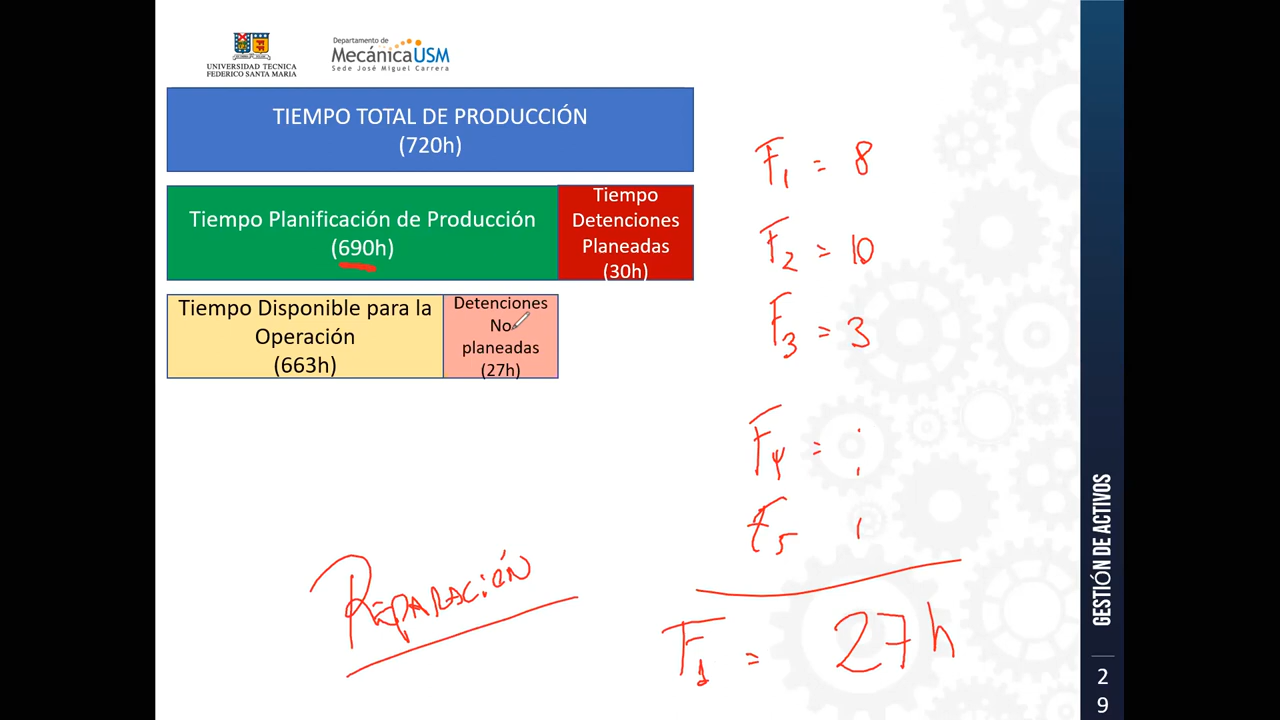 UNIVERSIDAD TECNICA
FEDERICO SANTA MARIA
Departamento de
MecánicaUSM
Sede José Miguel Carrera
TIEMPO TOTAL DE PRODUCCIÓN
(720h)
Tiempo Planificación de Producción
(690h)
Tiempo
Detenciones
Planeadas
(30h)
Tiempo Disponible para la
Operación
(663h)
Detenciones
No
planeadas
(27h)
F1 = 8
F2 = 10
F3 = 3
F4 =
F5
27h
REPARACIÓN
GESTIÓN DE ACTIVOS
2
9